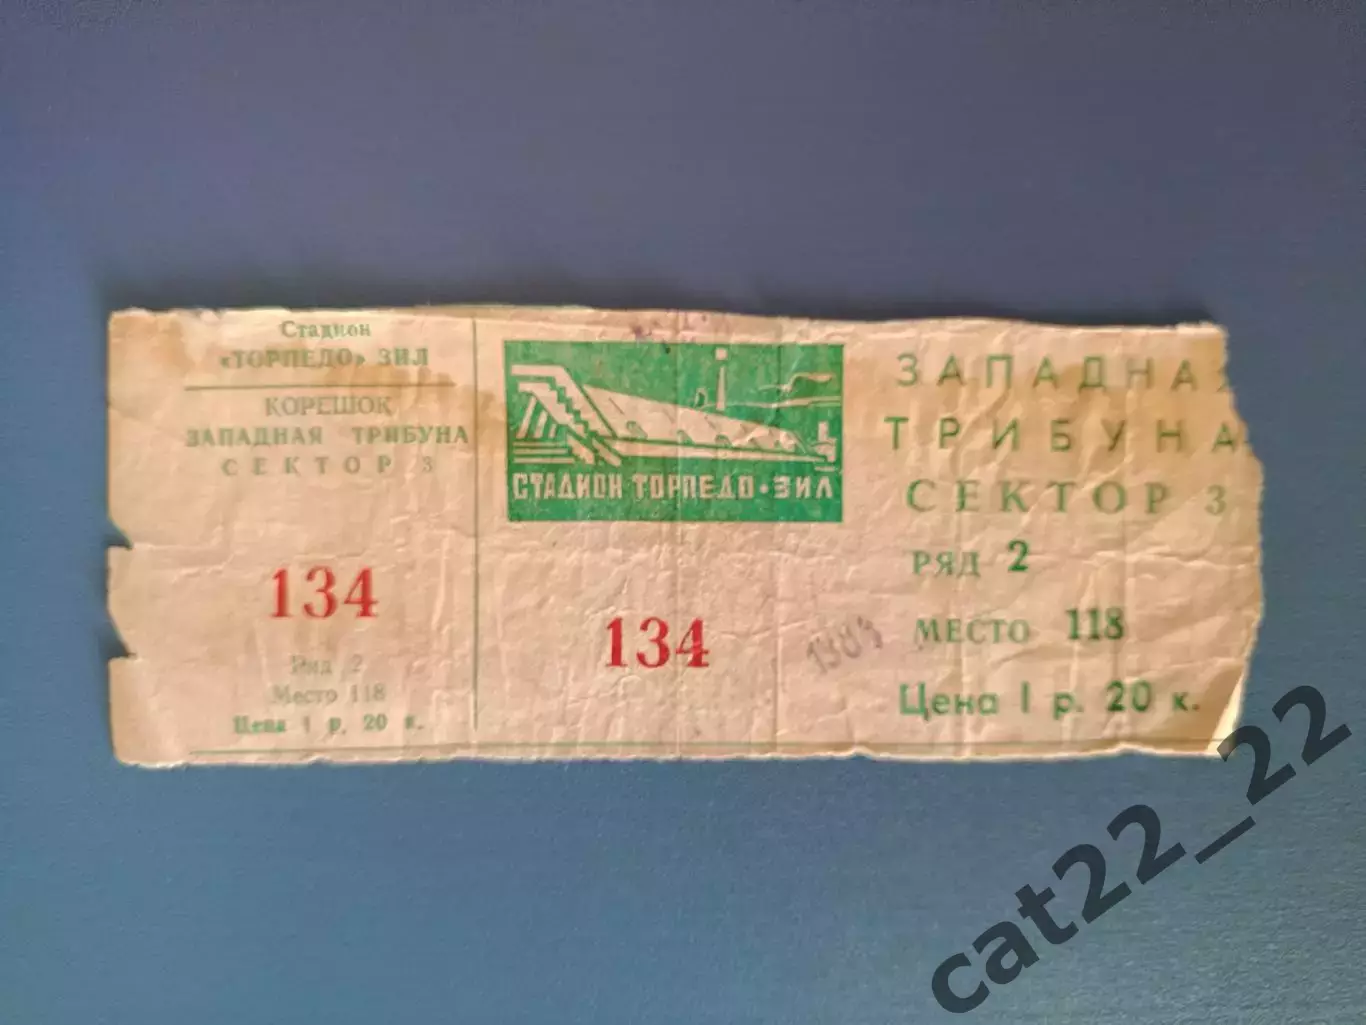 Стадион
«ТОРПЕДО» ЗИЛ
КОРЕШОК
ЗАПАДНАЯ ТРИБУНА
СЕКТОР 3
134
Ряд 2
Место 118
Цена 1 р. 20 к.
СТАДИОН ТОРПЕДО·ЗИЛ
134
ЗАПАДНАЯ
ТРИБУНА
СЕКТОР 3
РЯД 2
МЕСТО 118
Цена 1 р. 20 к.
cat22_22